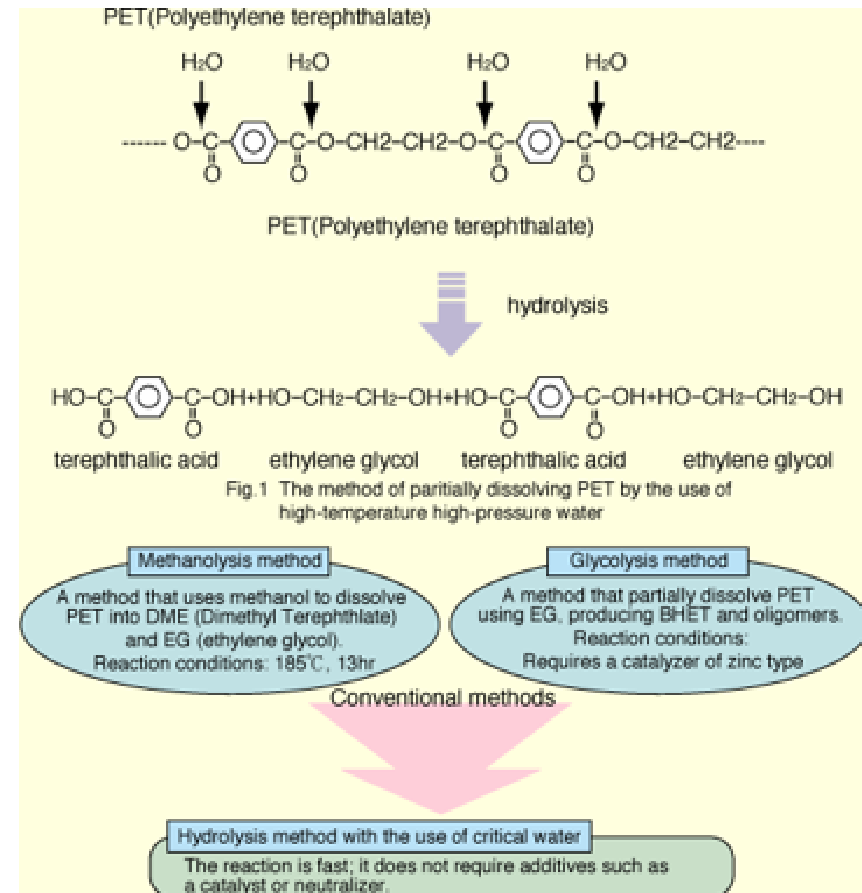 PET(Polyethylene terephthalate)
H₂O H₂O H₂O H₂O
------ O-C- -C-O-CH2-CH2-O-C- -C-O-CH2-CH2----
O O O O
PET(Polyethylene terephthalate)
hydrolysis
HO-C- -C-OH+HO-CH₂-CH₂-OH+HO-C- -C-OH+HO-CH₂-CH₂-OH
O O O O
terephthalic acid ethylene glycol terephthalic acid ethylene glycol
Fig.1 The method of paritially dissolving PET by the use of
high-temperature high-pressure water
Methanolysis method
A method that uses methanol to dissolve
PET into DME (Dimethyl Terephthlate)
and EG (ethylene glycol).
Reaction conditions: 185℃, 13hr
Glycolysis method
A method that partially dissolve PET
using EG, producing BHET and oligomers.
Reaction conditions:
Requires a catalyzer of zinc type
Conventional methods
Hydrolysis method with the use of critical water
The reaction is fast; it does not require additives such as
a catalyst or neutralizer.